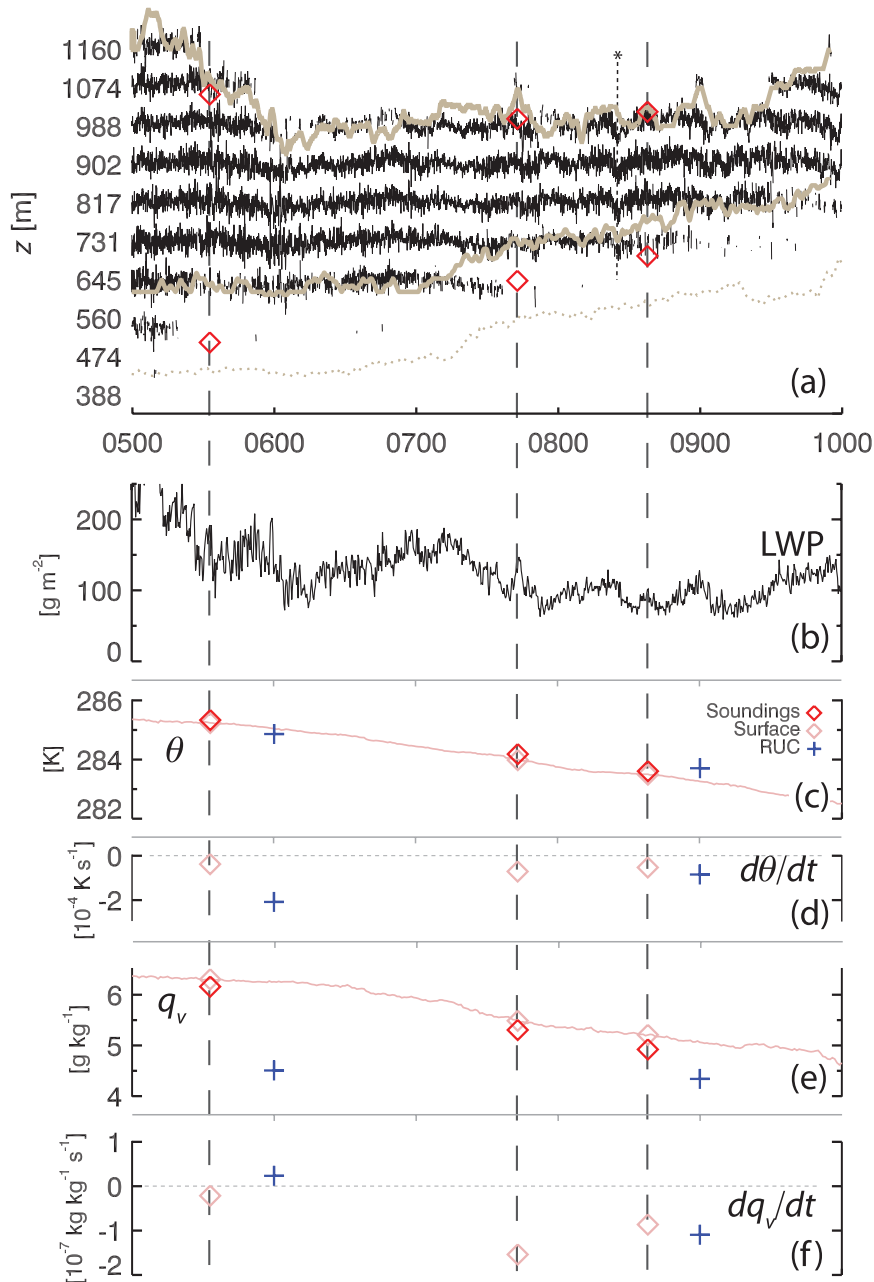 1160
1074
988
902
817
731
645
560
474
388
z [m]
*
(a)
0500 0600 0700 0800 0900 1000
200
100
0
[g m-2]
LWP
(b)
286
284
282
[K]
θ
Soundings
Surface
RUC
(c)
0
-2
[10-4 K s-1]
dθ/dt
(d)
6
5
4
[g kg-1]
qv
(e)
1
0
-1
-2
[10-7 kg kg-1 s-1]
dqv/dt
(f)